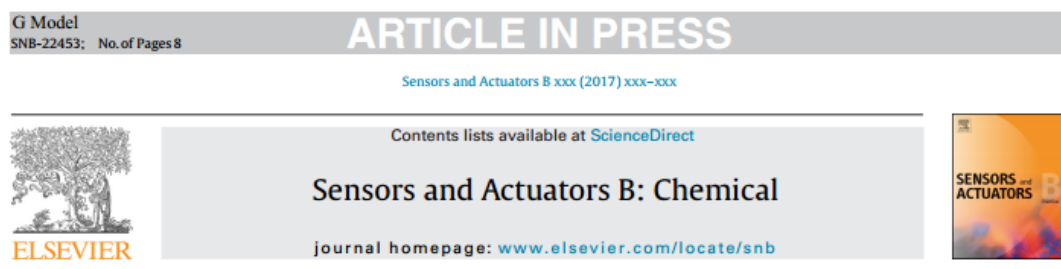 G Model
SNB-22453; No. of Pages 8
ARTICLE IN PRESS
Sensors and Actuators B xxx (2017) xxx–xxx
Contents lists available at ScienceDirect
Sensors and Actuators B: Chemical
journal homepage: www.elsevier.com/locate/snb
ELSEVIER
SENSORS and
ACTUATORS
B